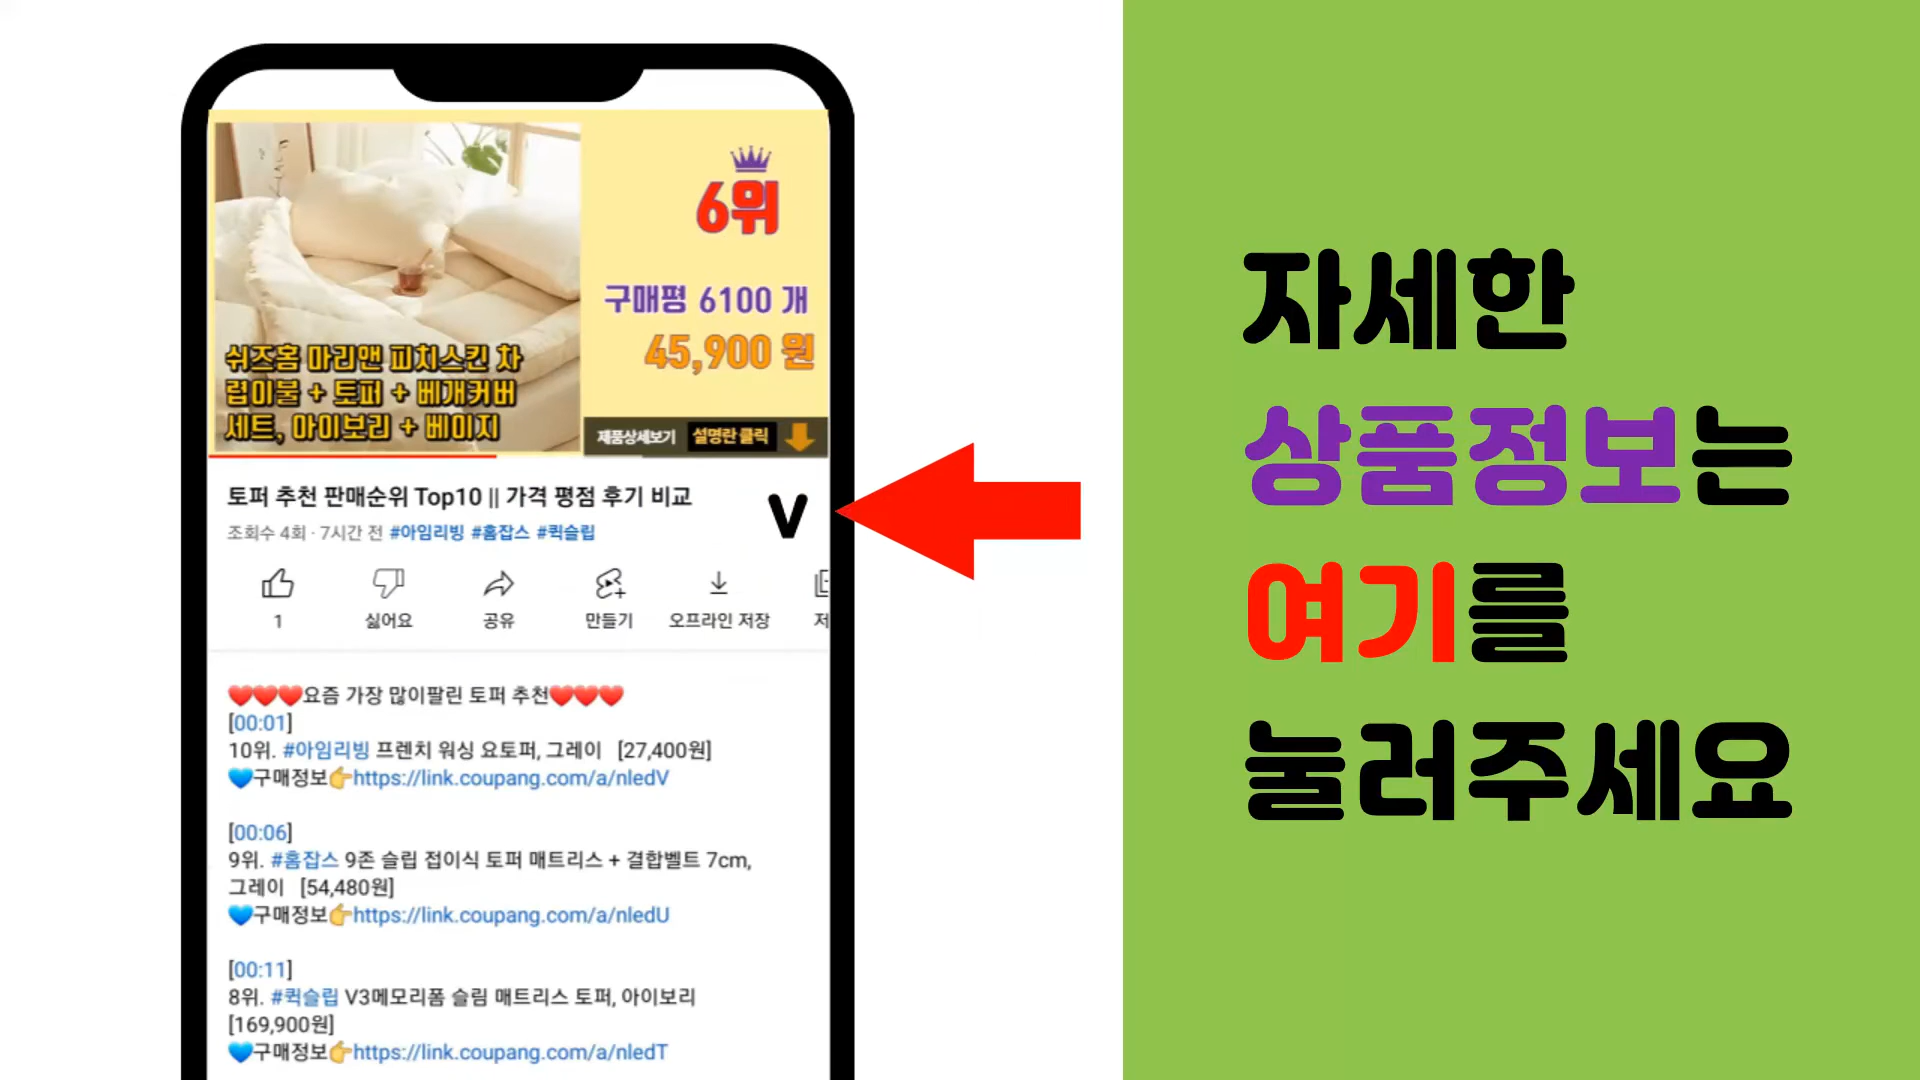 6위
구매평 6100 개
45,900 원
쉬즈홈 마리앤 피치스킨 차
렵이불 + 토퍼 + 베개커버
세트, 아이보리 + 베이지
제품상세보기 설명란 클릭
토퍼 추천 판매순위 Top10 || 가격 평점 후기 비교
V
조회수 4회 · 7시간 전 #아임리빙 #홈잡스 #퀵슬립
1 싫어요 공유 만들기 오프라인 저장 저
❤️❤️❤️요즘 가장 많이팔린 토퍼 추천❤️❤️❤️
[00:01]
10위. #아임리빙 프렌치 워싱 요토퍼, 그레이 [27,400원]
💙구매정보👉https://link.coupang.com/a/nledV
[00:06]
9위. #홈잡스 9존 슬립 접이식 토퍼 매트리스 + 결합벨트 7cm,
그레이 [54,480원]
💙구매정보👉https://link.coupang.com/a/nledU
[00:11]
8위. #퀵슬립 V3메모리폼 슬림 매트리스 토퍼, 아이보리
[169,900원]
💙구매정보👉https://link.coupang.com/a/nledT
자세한
상품정보는
여기를
눌러주세요